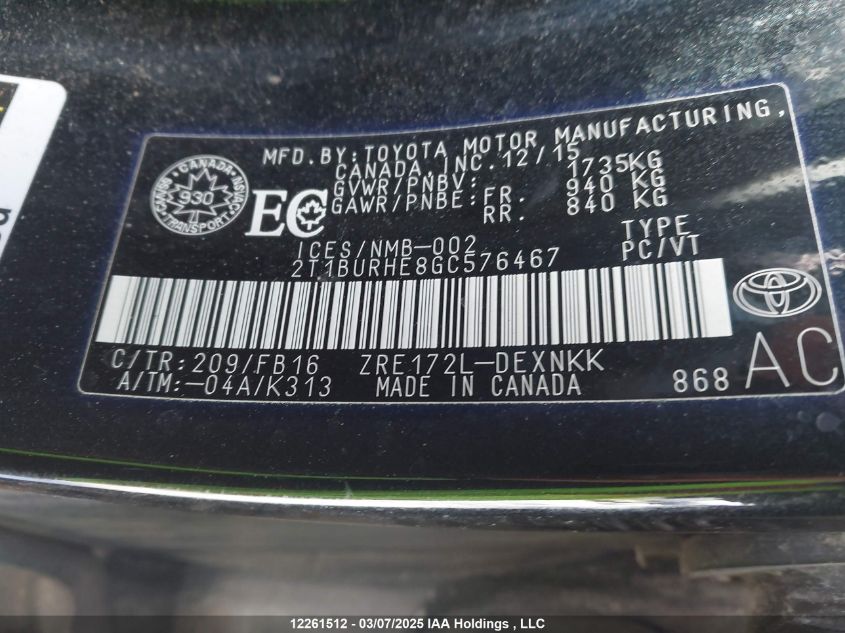 MFD.BY:TOYOTA MOTOR MANUFACTURING,
CANADA,INC.12/15
GVWR/PNBV: 1735KG
GAWR/PNBE: FR: 940 KG
RR: 840 KG
CANADA
930
TRANSPORT
EC
ICES/NMB-002
TYPE
2T1BURHE8GC576467
PC/VT
C/TR:209/FB16
ZRE172L-DEXNKK
A/TM:-04A/K313
MADE IN CANADA
868 AC
TOYOTA
12261512 - 03/07/2025 IAA Holdings , LLC